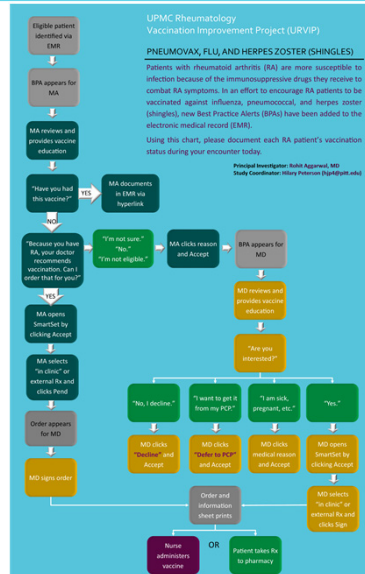 UPMC Rheumatology
Vaccination Improvement Project (URVIP)
PNEUMOVAX, FLU, AND HERPES ZOSTER (SHINGLES)
Patients with rheumatoid arthritis (RA) are more susceptible to
infection because of the immunosuppressive drugs they receive to
combat RA symptoms. In an effort to encourage RA patients to be
vaccinated against influenza, pneumococcal, and herpes zoster
(shingles), new Best Practice Alerts (BPAs) have been added to the
electronic medical record (EMR).
Using this chart, please document each RA patient's vaccination
status during your encounter today.
Principal Investigator: Rohit Aggarwal, MD
Study Coordinator: Hilary Peterson (hjp4@pitt.edu)
Eligible patient
identified via
EMR
BPA appears for
MA
MA reviews and
provides vaccine
education
"Have you had
this vaccine?"
YES
MA documents
in EMR via
hyperlink
NO
"Because you have
RA, your doctor
recommends
vaccination. Can I
order that for you?"
"I'm not sure."
"No."
"I'm not eligible."
MA clicks reason
and Accept
BPA appears for
MD
YES
MA opens
SmartSet by
clicking Accept
MA selects
"in clinic" or
external Rx and
clicks Pend
Order appears
for MD
MD signs order
MD reviews and
provides vaccine
education
"Are you
interested?"
"No, I decline."
"I want to get it
from my PCP."
"I am sick,
pregnant, etc."
"Yes."
MD clicks
"Decline" and
Accept
MD clicks
"Defer to PCP"
and Accept
MD clicks
medical reason
and Accept
MD opens
SmartSet by
clicking Accept
MD selects
"in clinic" or
external Rx and
clicks Sign
Order and
information
sheet prints
Nurse
administers
vaccine
OR
Patient takes Rx
to pharmacy